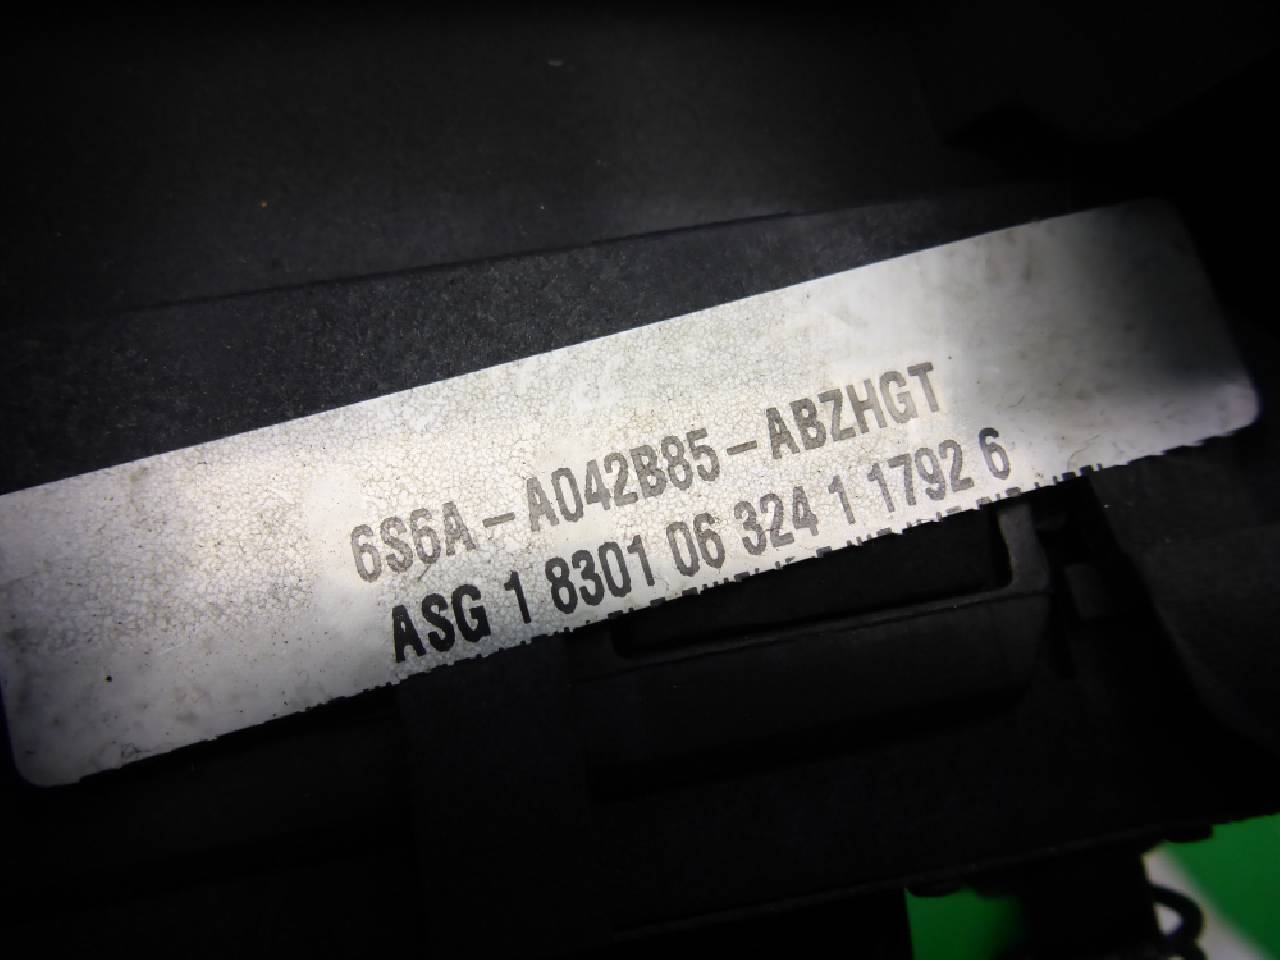 6S6A-A042B85-ABZHGT
ASG 1 8301 06 324 1 1792 6